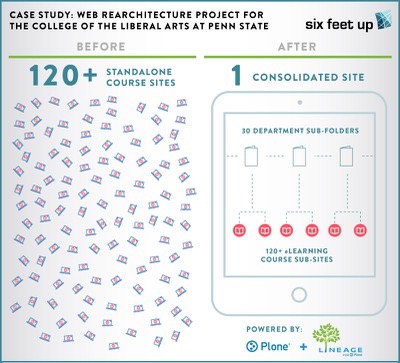 CASE STUDY: WEB REARCHITECTURE PROJECT FOR
THE COLLEGE OF THE LIBERAL ARTS AT PENN STATE
six feet up
BEFORE
AFTER
120+ STANDALONE
COURSE SITES
1 CONSOLIDATED SITE
30 DEPARTMENT SUB-FOLDERS
120+ eLEARNING
COURSE SUB-SITES
POWERED BY:
Plone + LINEAGE